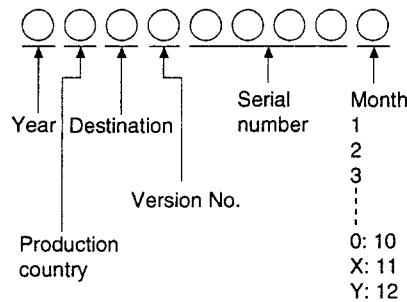 Year
Destination
Serial
number
Month
1
2
3
Version No.
Production
country
0: 10
X: 11
Y: 12